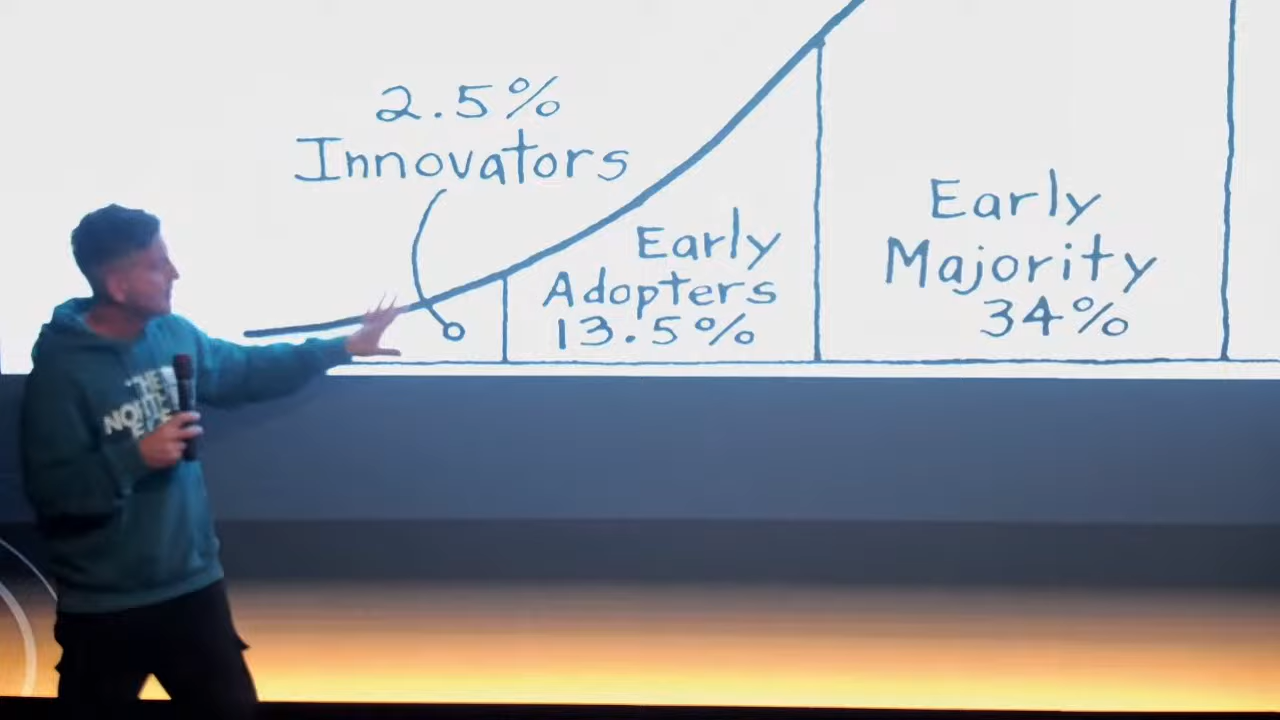 2.5%
Innovators
Early
Adopters
13.5%
Early
Majority
34%
THE
NORTH
FACE